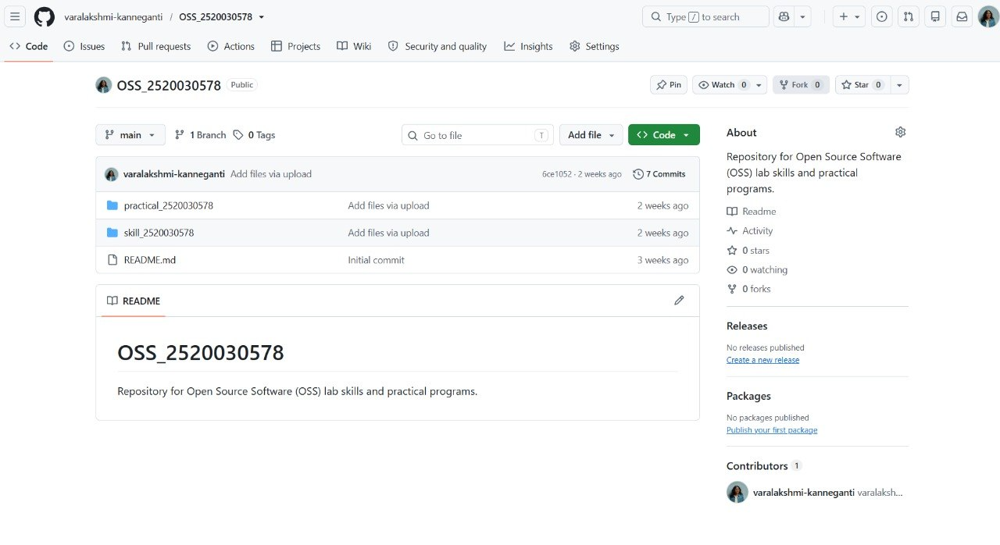 varalakshmi-kanneganti / OSS_2520030578
Type / to search
Code Issues Pull requests Actions Projects Wiki Security and quality Insights Settings
OSS_2520030578 Public
Pin Watch 0 Fork 0 Star 0
main 1 Branch 0 Tags Go to file T Add file Code
varalakshmi-kanneganti Add files via upload 6ce1052 · 2 weeks ago 7 Commits
practical_2520030578 Add files via upload 2 weeks ago
skill_2520030578 Add files via upload 2 weeks ago
README.md Initial commit 3 weeks ago
README
OSS_2520030578
Repository for Open Source Software (OSS) lab skills and practical programs.
About
Repository for Open Source Software
(OSS) lab skills and practical
programs.
Readme
Activity
0 stars
0 watching
0 forks
Releases
No releases published
Create a new release
Packages
No packages published
Publish your first package
Contributors 1
varalakshmi-kanneganti varalaksh...